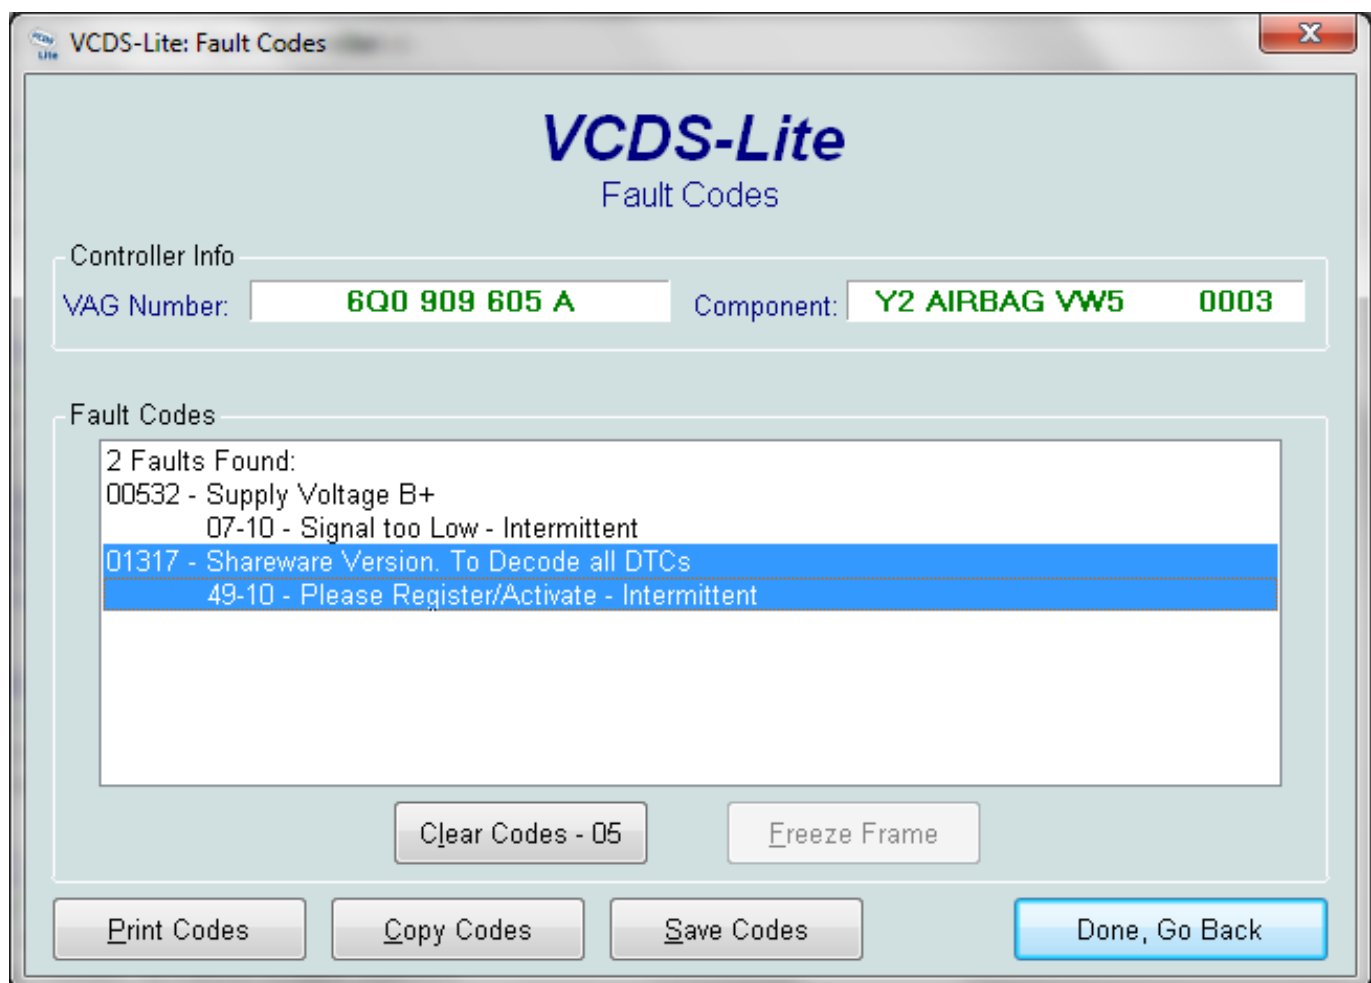 VCDS-Lite: Fault Codes
VCDS-Lite
Fault Codes
Controller Info
VAG Number: 6Q0 909 605 A Component: Y2 AIRBAG VW5 0003
Fault Codes
2 Faults Found:
00532 - Supply Voltage B+
07-10 - Signal too Low - Intermittent
01317 - Shareware Version. To Decode all DTCs
49-10 - Please Register/Activate - Intermittent
Clear Codes - 05 Freeze Frame
Print Codes Copy Codes Save Codes Done, Go Back